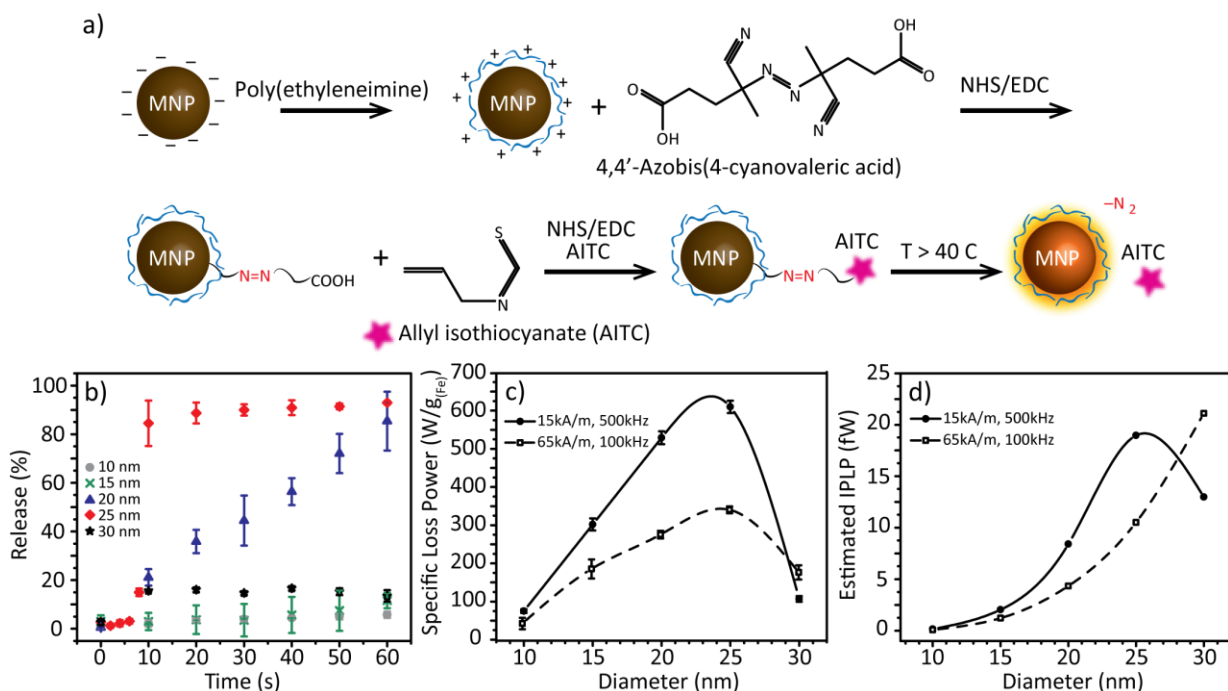 a)
MNP
Poly(ethyleneimine)
MNP
+
N
N
N
N
O
OH
OH
O
4,4'-Azobis(4-cyanovaleric acid)
NHS/EDC
MNP
N=N
COOH
+
S
N
Allyl isothiocyanate (AITC)
NHS/EDC
AITC
MNP
N=N
AITC
T > 40 C
MNP
–N 2
AITC
b)
Release (%)
100
80
60
40
20
0
10 nm
15 nm
20 nm
25 nm
30 nm
0 10 20 30 40 50 60
Time (s)
c)
Specific Loss Power (W/g(Fe))
700
600
500
400
300
200
100
0
15kA/m, 500kHz
65kA/m, 100kHz
10 15 20 25 30
Diameter (nm)
d)
Estimated IPLP (fW)
25
20
15
10
5
0
15kA/m, 500kHz
65kA/m, 100kHz
10 15 20 25 30
Diameter (nm)